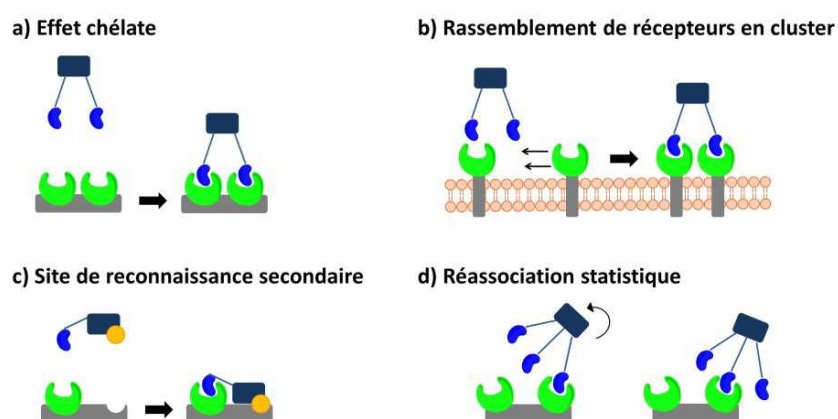 a) Effet chélate
b) Rassemblement de récepteurs en cluster
c) Site de reconnaissance secondaire
d) Réassociation statistique